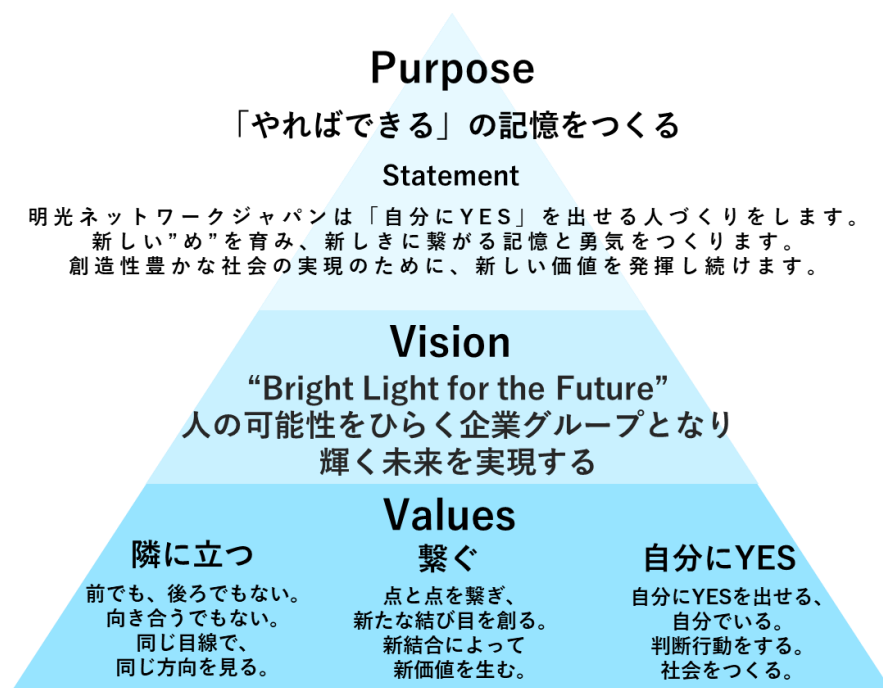 Purpose
「やればできる」の記憶をつくる
Statement
明光ネットワークジャパンは「自分にYES」を出せる人づくりをします。
新しい”め”を育み、新しきに繋がる記憶と勇気をつくります。
創造性豊かな社会の実現のために、新しい価値を発揮し続けます。
Vision
“Bright Light for the Future”
人の可能性をひらく企業グループとなり
輝く未来を実現する
Values
隣に立つ
前でも、後ろでもない。
向き合うでもない。
同じ目線で、
同じ方向を見る。
繋ぐ
点と点を繋ぎ、
新たな結び目を創る。
新結合によって
新価値を生む。
自分にYES
自分にYESを出せる、
自分でいる。
判断行動をする。
社会をつくる。